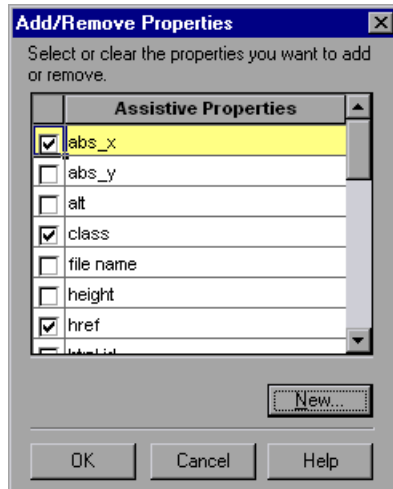 Add/Remove Properties
Select or clear the properties you want to add
or remove.
Assistive Properties
abs_x
abs_y
alt
class
file name
height
href
New...
OK
Cancel
Help